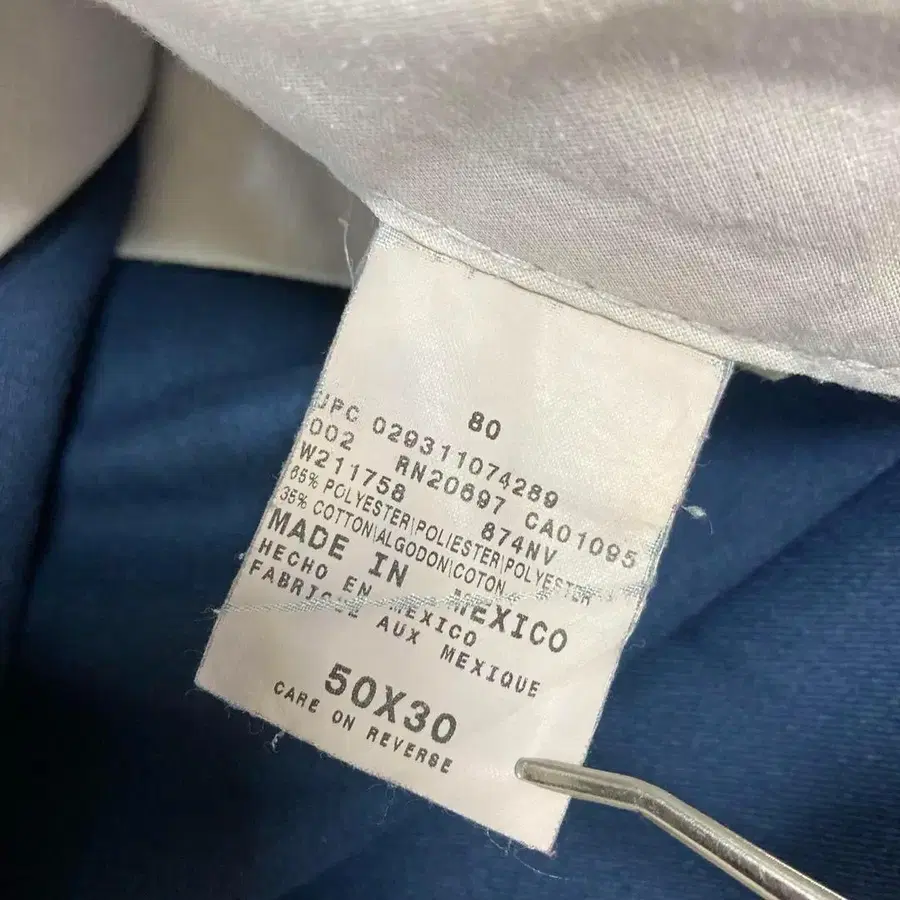 80
UPC 029311074289
002 RN20697 CA01095
W211758 874NV
65% POLYESTER\POLIESTER\POLYESTER
35% COTTON\ALGODON\COTON
MADE IN MEXICO
HECHO EN MEXICO
FABRIQUE AUX MEXIQUE
50X30
CARE ON REVERSE